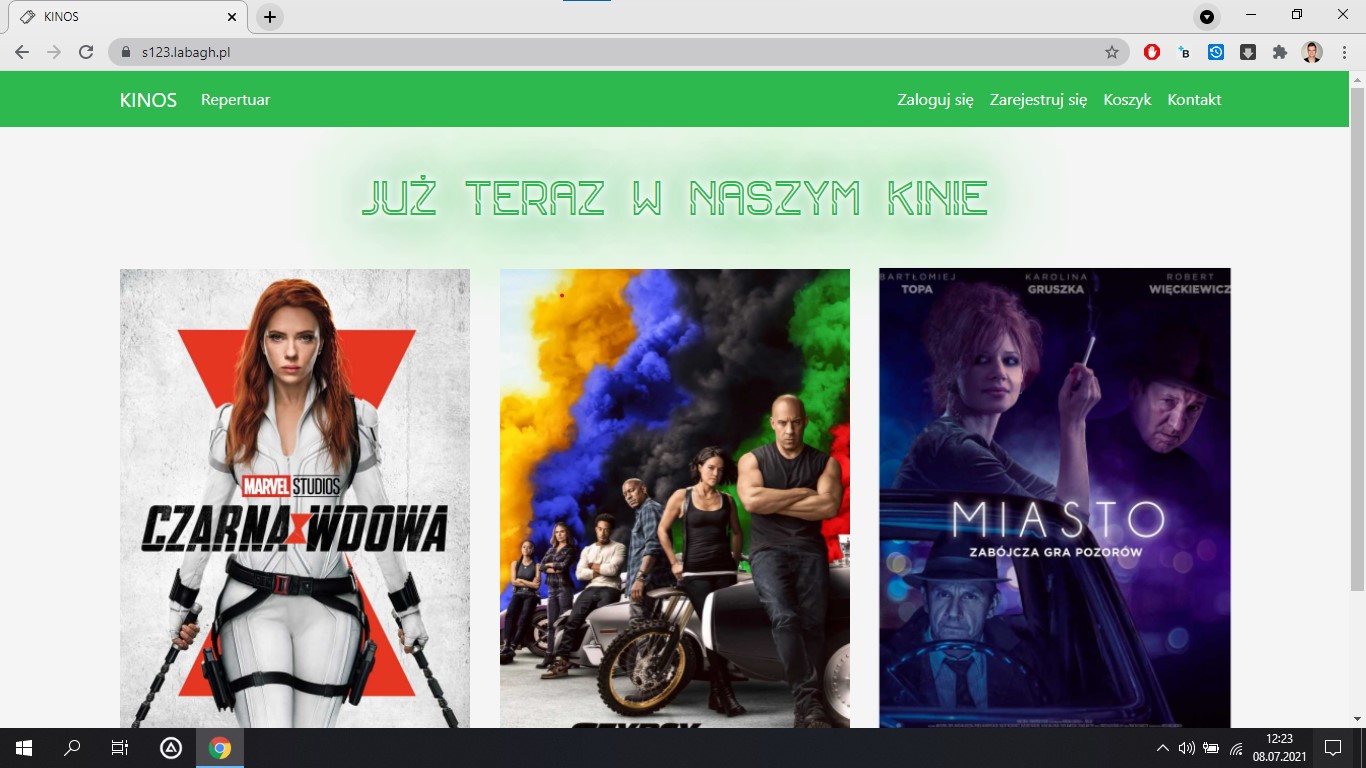 KINOS
s123.labagh.pl
KINOS Repertuar Zaloguj się Zarejestruj się Koszyk Kontakt
JUŻ TERAZ W NASZYM KINIE
MARVEL STUDIOS
CZARNA WDOWA
BARTŁOMIEJ TOPA
KAROLINA GRUSZKA
ROBERT WIĘCKIEWICZ
MIASTO
ZABÓJCZA GRA POZORÓW
12:23
08.07.2021